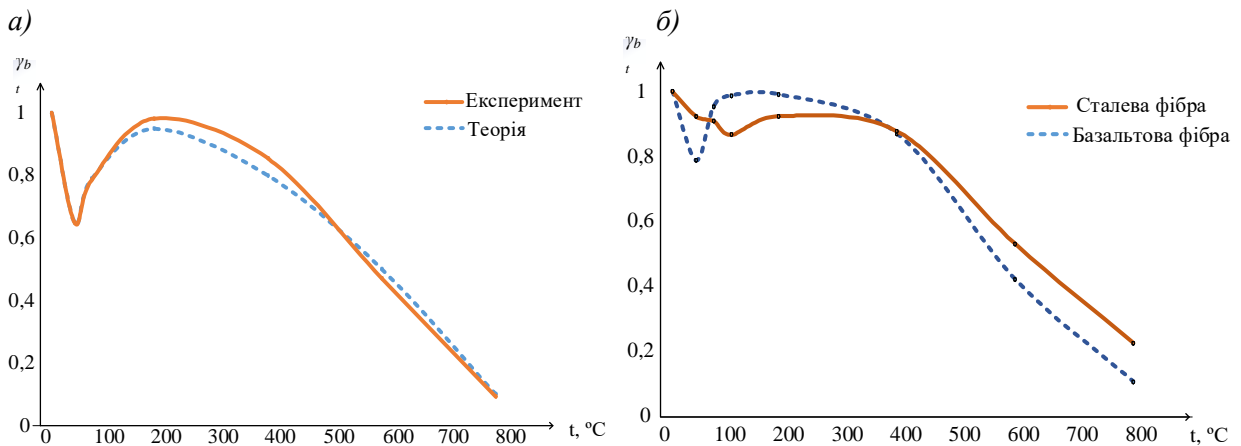 а)
γb
t
1
0,8
0,6
0,4
0,2
0
0 100 200 300 400 500 600 700 800 t, ºC
Експеримент
Теорія
б)
γb
t
1
0,8
0,6
0,4
0,2
0
0 100 200 300 400 500 600 700 800 t, ºC
Сталева фібра
Базальтова фібра